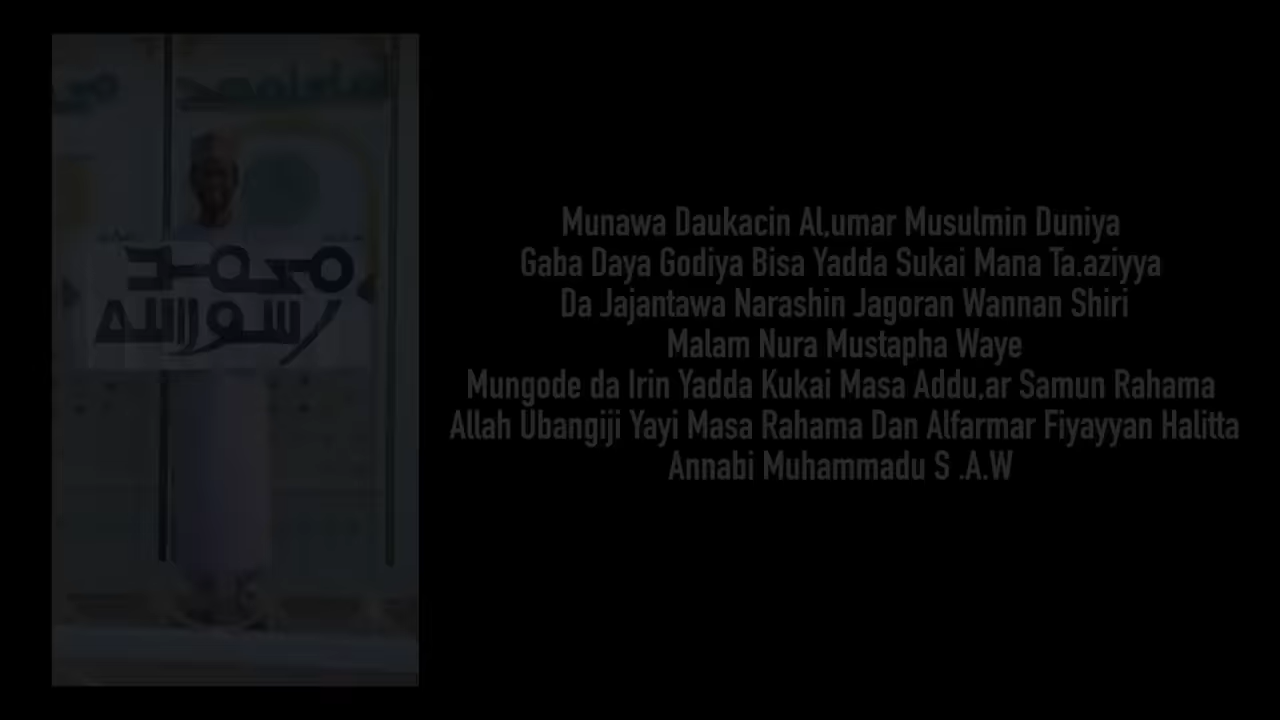 محمد
رسول الله
Munawa Daukacin Al,umar Musulmin Duniya
Gaba Daya Godiya Bisa Yadda Sukai Mana Ta.aziyya
Da Jajantawa Narashin Jagoran Wannan Shiri
Malam Nura Mustapha Waye
Mungode da Irin Yadda Kukai Masa Addu,ar Samun Rahama
Allah Ubangiji Yayi Masa Rahama Dan Alfarmar Fiyayyan Halitta
Annabi Muhammadu S .A.W